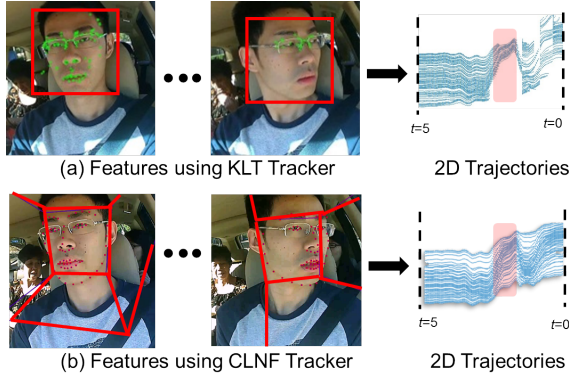 t=5
t=0
(a) Features using KLT Tracker
2D Trajectories
t=5
t=0
(b) Features using CLNF Tracker
2D Trajectories